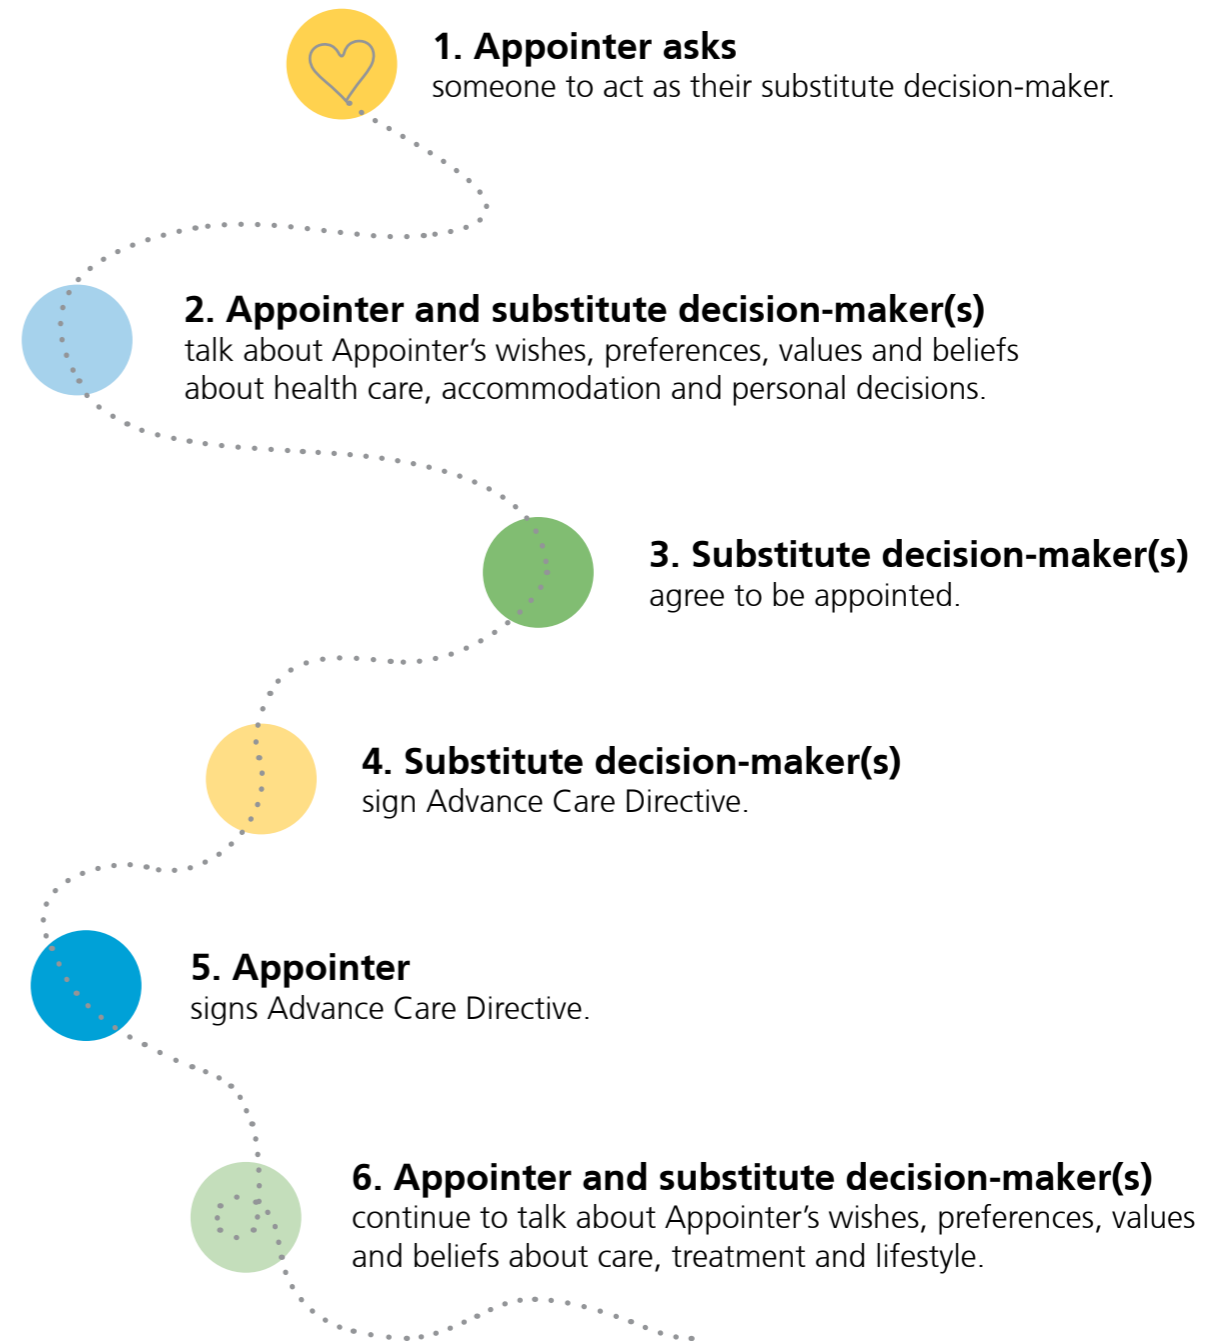 1. Appointer asks
someone to act as their substitute decision-maker.
2. Appointer and substitute decision-maker(s)
talk about Appointer’s wishes, preferences, values and beliefs
about health care, accommodation and personal decisions.
3. Substitute decision-maker(s)
agree to be appointed.
4. Substitute decision-maker(s)
sign Advance Care Directive.
5. Appointer
signs Advance Care Directive.
6. Appointer and substitute decision-maker(s)
continue to talk about Appointer’s wishes, preferences, values
and beliefs about care, treatment and lifestyle.